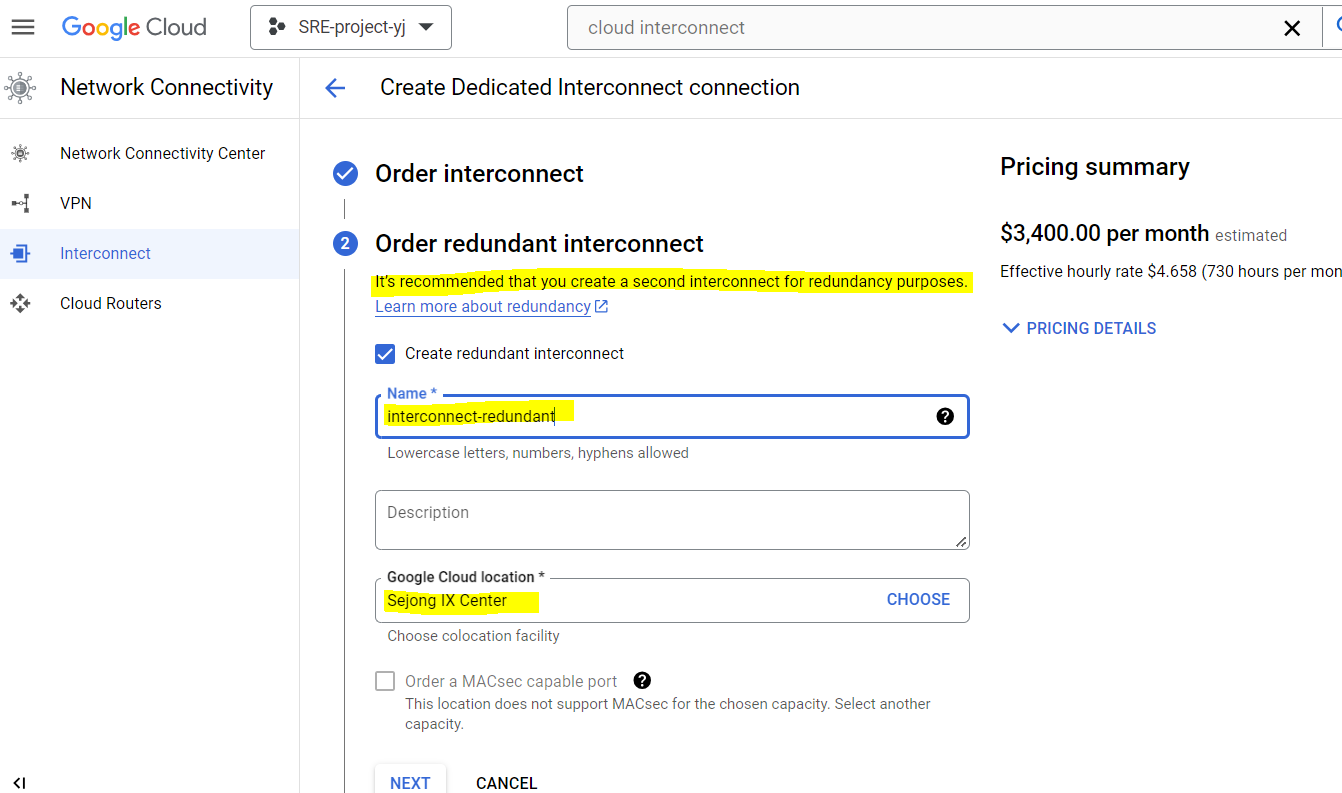 Google Cloud
SRE-project-yj
cloud interconnect
Network Connectivity
Create Dedicated Interconnect connection
Network Connectivity Center
VPN
Interconnect
Cloud Routers
Order interconnect
2 Order redundant interconnect
It's recommended that you create a second interconnect for redundancy purposes.
Learn more about redundancy
Create redundant interconnect
Name *
interconnect-redundant
Lowercase letters, numbers, hyphens allowed
Description
Google Cloud location *
Sejong IX Center CHOOSE
Choose colocation facility
Order a MACsec capable port
This location does not support MACsec for the chosen capacity. Select another
capacity.
NEXT CANCEL
Pricing summary
$3,400.00 per month estimated
Effective hourly rate $4.658 (730 hours per mon
PRICING DETAILS